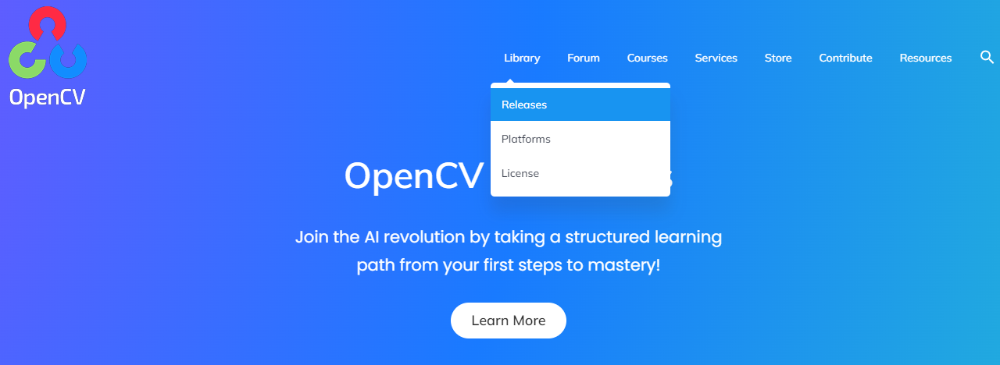 OpenCV
Library Forum Courses Services Store Contribute Resources
Releases
Platforms
License
OpenCV
Join the AI revolution by taking a structured learning
path from your first steps to mastery!
Learn More